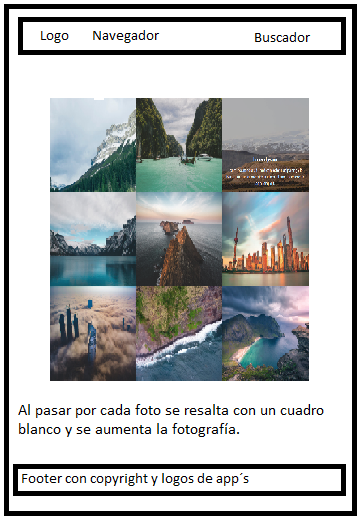 Logo Navegador Buscador
Al pasar por cada foto se resalta con un cuadro
blanco y se aumenta la fotografía.
Footer con copyright y logos de app´s